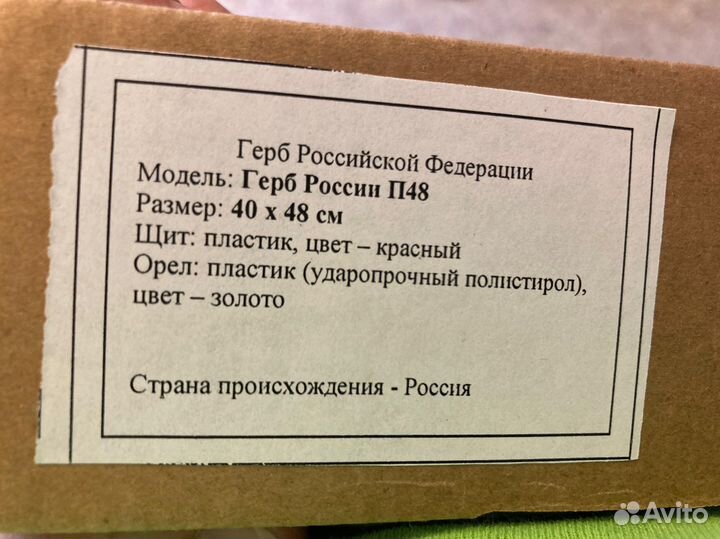 Герб Российской Федерации
Модель: Герб России П48
Размер: 40 х 48 см
Щит: пластик, цвет – красный
Орел: пластик (ударопрочный полистирол),
цвет – золото
Страна происхождения - Россия
Avito